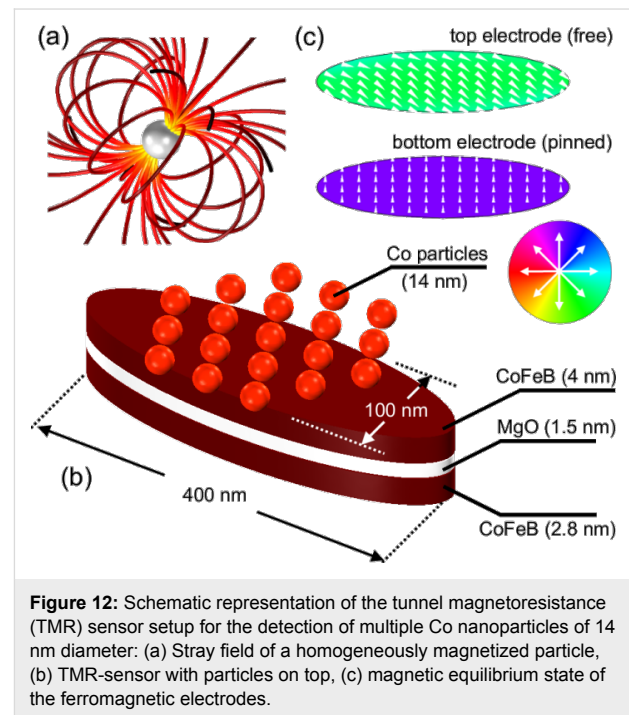 (a)
(c)
top electrode (free)
bottom electrode (pinned)
Co particles
(14 nm)
CoFeB (4 nm)
100 nm
MgO (1.5 nm)
(b)
400 nm
CoFeB (2.8 nm)
Figure 12: Schematic representation of the tunnel magnetoresistance
(TMR) sensor setup for the detection of multiple Co nanoparticles of 14
nm diameter: (a) Stray field of a homogeneously magnetized particle,
(b) TMR-sensor with particles on top, (c) magnetic equilibrium state of
the ferromagnetic electrodes.